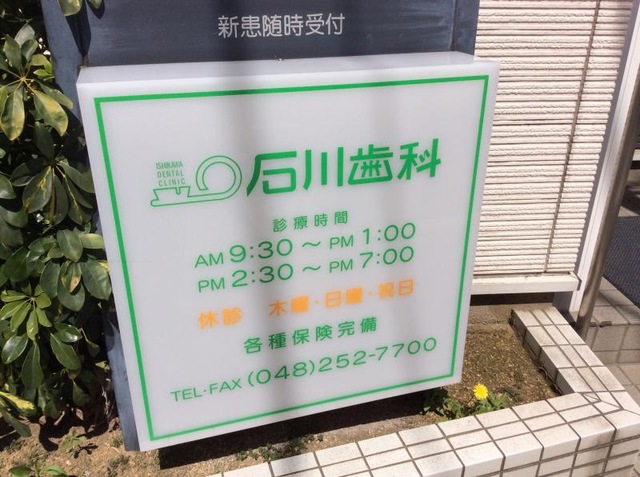 新患随時受付
ISHIKAWA
DENTAL
CLINIC
石川歯科
診療時間
AM 9:30 〜 PM 1:00
PM 2:30 〜 PM 7:00
休診 木曜・日曜・祝日
各種保険完備
TEL・FAX (048)252-7700